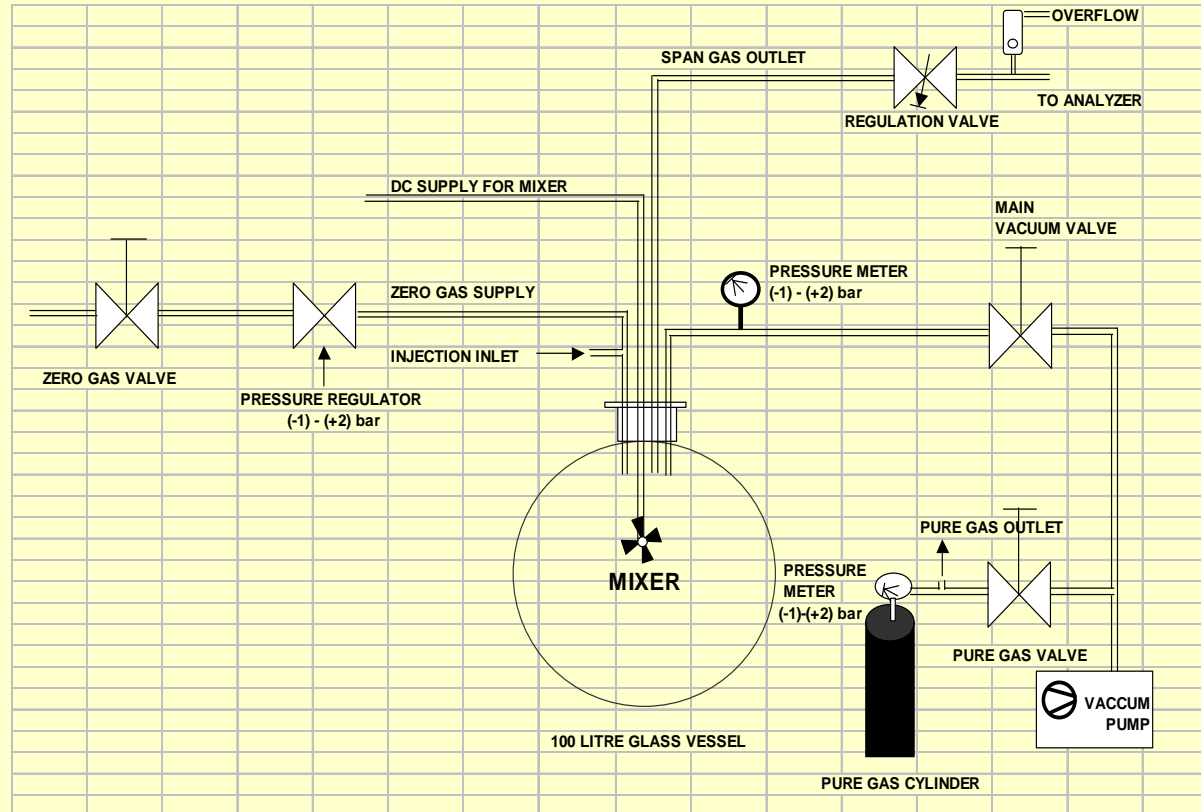 OVERFLOW
SPAN GAS OUTLET
TO ANALYZER
REGULATION VALVE
DC SUPPLY FOR MIXER
MAIN
VACUUM VALVE
PRESSURE METER
(-1) - (+2) bar
ZERO GAS SUPPLY
INJECTION INLET
ZERO GAS VALVE
PRESSURE REGULATOR
(-1) - (+2) bar
PURE GAS OUTLET
MIXER
PRESSURE
METER
(-1)-(+2) bar
PURE GAS VALVE
VACCUM
PUMP
100 LITRE GLASS VESSEL
PURE GAS CYLINDER